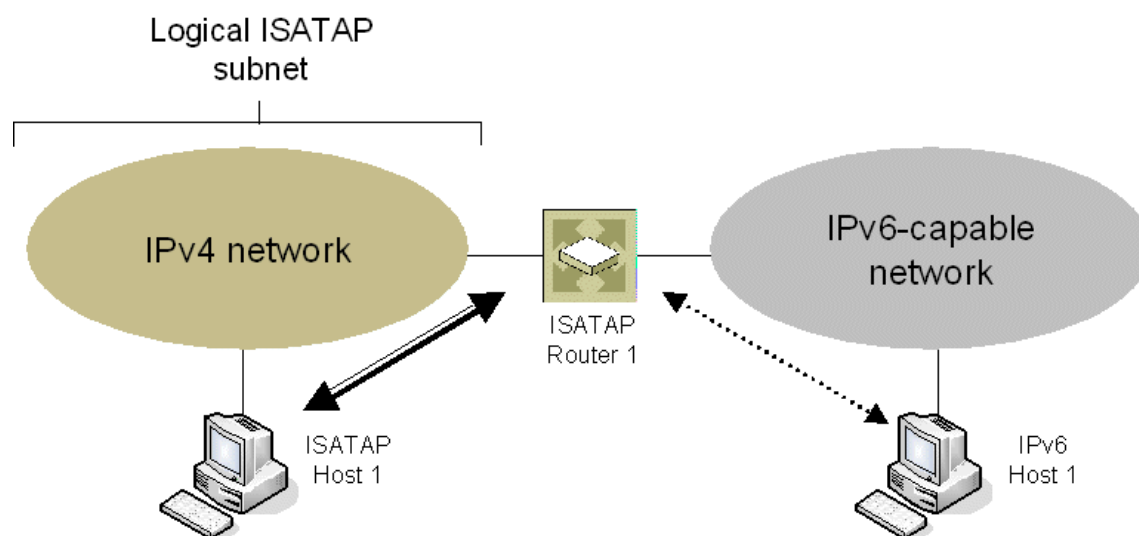 Logical ISATAP
subnet
IPv4 network
IPv6-capable
network
ISATAP
Router 1
ISATAP
Host 1
IPv6
Host 1